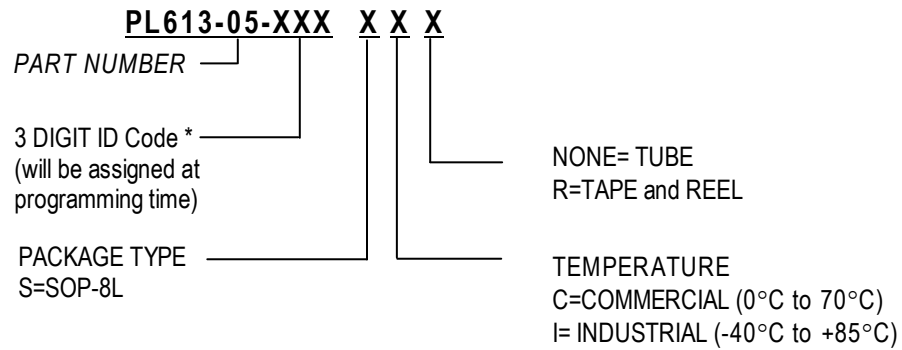 PL613-05-XXX X X X
PART NUMBER
3 DIGIT ID Code *
(will be assigned at
programming time)
PACKAGE TYPE
S=SOP-8L
NONE= TUBE
R=TAPE and REEL
TEMPERATURE
C=COMMERCIAL (0°C to 70°C)
I= INDUSTRIAL (-40°C to +85°C)